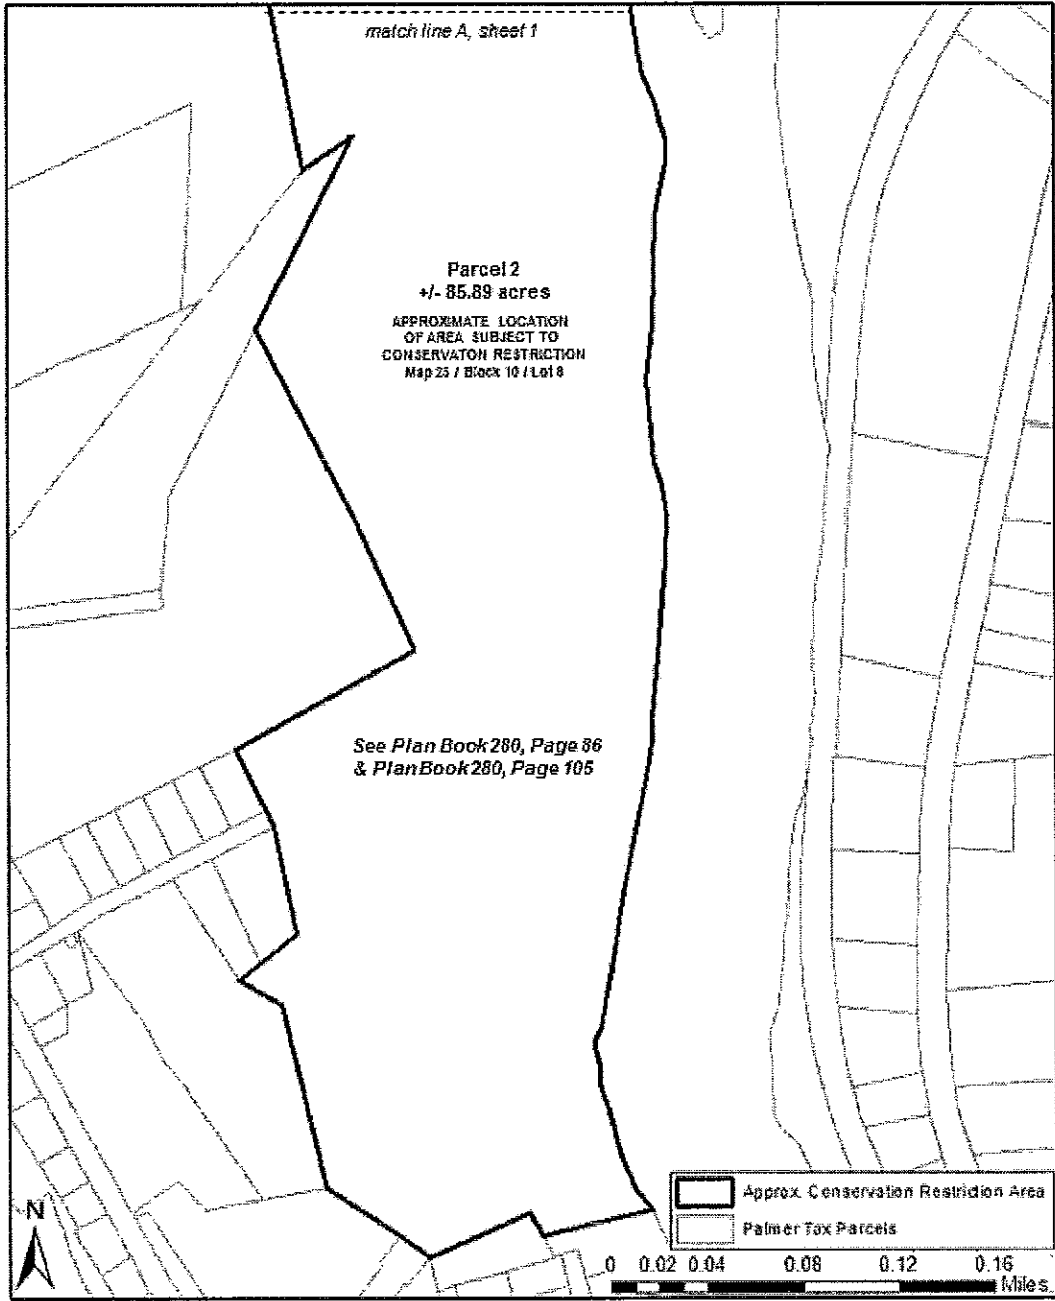 match line A, sheet 1
Parcel 2
+/- 85.89 acres
APPROXIMATE LOCATION
OF AREA SUBJECT TO
CONSERVATON RESTRICTION
Map 25 / Block 10 / Lot 8
See Plan Book 280, Page 86
& Plan Book 280, Page 105
Approx. Conservation Restriction Area
Palmer Tax Parcels
N
0 0.02 0.04 0.08 0.12 0.16
Miles